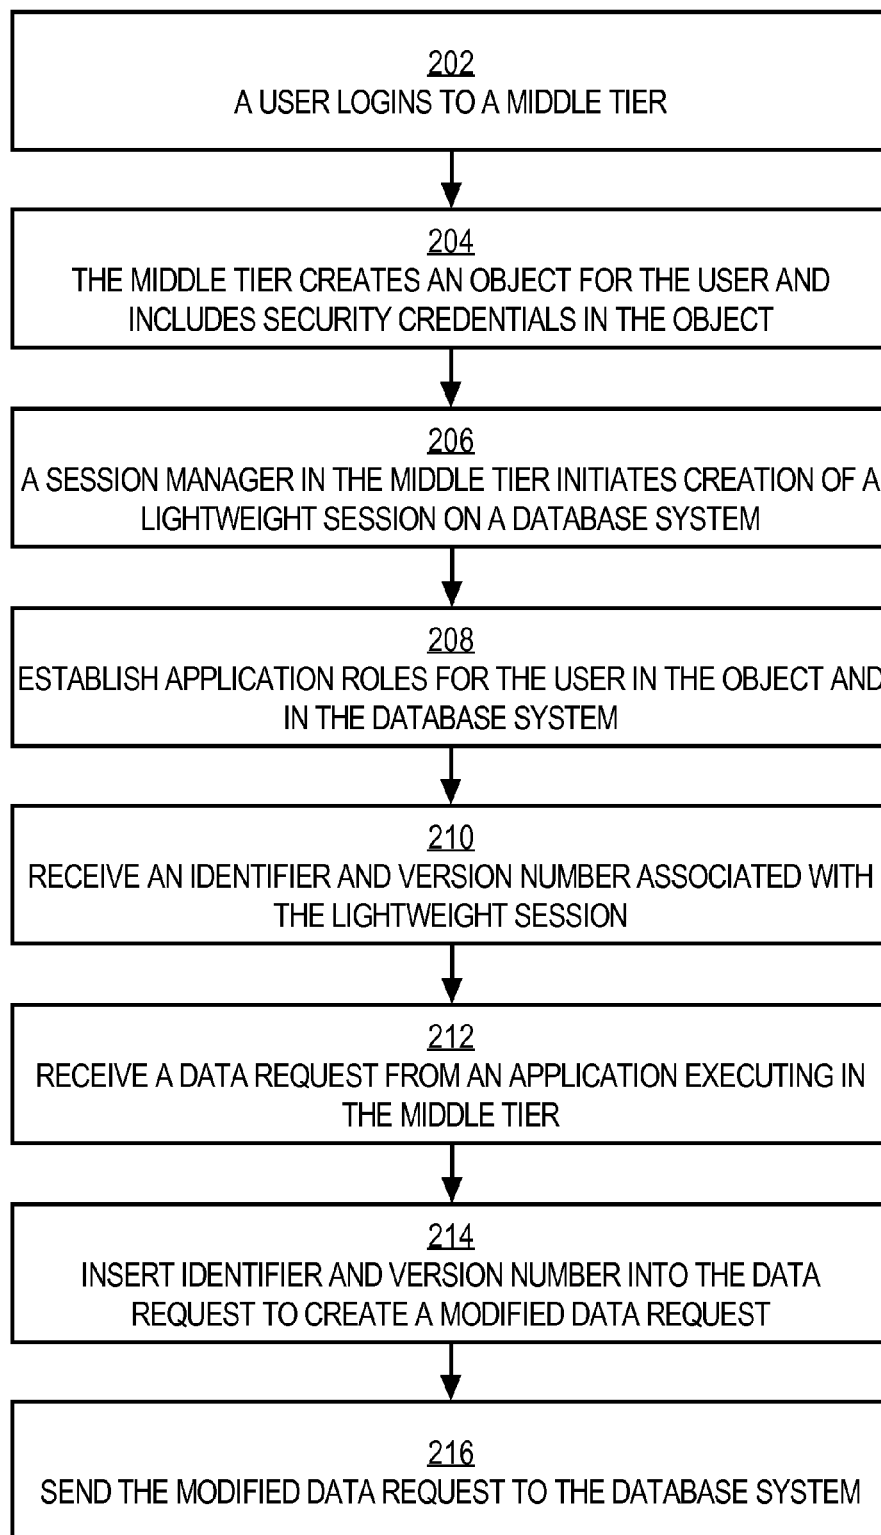 202
A USER LOGINS TO A MIDDLE TIER
204
THE MIDDLE TIER CREATES AN OBJECT FOR THE USER AND
INCLUDES SECURITY CREDENTIALS IN THE OBJECT
206
A SESSION MANAGER IN THE MIDDLE TIER INITIATES CREATION OF A
LIGHTWEIGHT SESSION ON A DATABASE SYSTEM
208
ESTABLISH APPLICATION ROLES FOR THE USER IN THE OBJECT AND
IN THE DATABASE SYSTEM
210
RECEIVE AN IDENTIFIER AND VERSION NUMBER ASSOCIATED WITH
THE LIGHTWEIGHT SESSION
212
RECEIVE A DATA REQUEST FROM AN APPLICATION EXECUTING IN
THE MIDDLE TIER
214
INSERT IDENTIFIER AND VERSION NUMBER INTO THE DATA
REQUEST TO CREATE A MODIFIED DATA REQUEST
216
SEND THE MODIFIED DATA REQUEST TO THE DATABASE SYSTEM